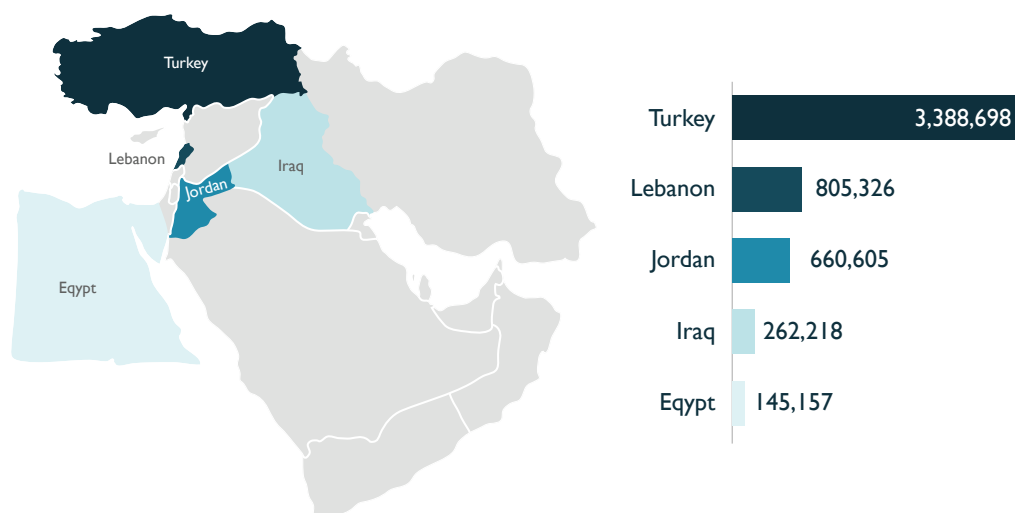 Turkey
Lebanon
Jordan
Iraq
Eqypt
Turkey 3,388,698
Lebanon 805,326
Jordan 660,605
Iraq 262,218
Eqypt 145,157